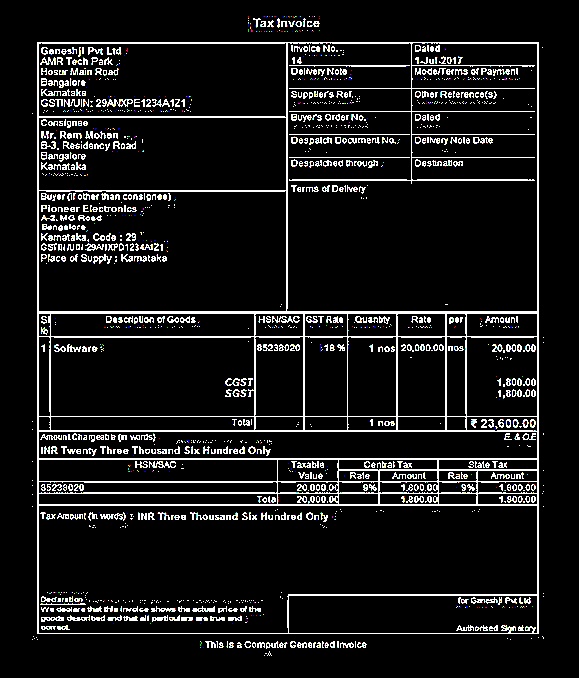 Tax Invoice
Ganeshji Pvt Ltd
AMR Tech Park
Hosur Main Road
Bangalore
Karnataka
GSTIN/UIN: 29ANXPE1234A1Z1
Invoice No.
14
Dated
1-Jul-2017
Delivery Note
Mode/Terms of Payment
Supplier's Ref.
Other Reference(s)
Consignee
Mr. Ram Mohan
B-3, Residency Road
Bangalore
Karnataka
Buyer's Order No.
Dated
Despatch Document No.
Delivery Note Date
Despatched through
Destination
Terms of Delivery
Buyer (if other than consignee)
Pioneer Electronics
A-2, MG Road
Bangalore,
Karnataka, Code : 29
GSTIN/UIN:29ANXPD1234A1Z1
Place of Supply : Karnataka
Sl No Description of Goods HSN/SAC GST Rate Quantity Rate per Amount
1 Software 85238020 18 % 1 nos 20,000.00 nos 20,000.00
CGST 1,800.00
SGST 1,800.00
Total 1 nos ₹ 23,600.00
Amount Chargeable (in words) E. & O.E
INR Twenty Three Thousand Six Hundred Only
HSN/SAC Taxable Central Tax State Tax
Value Rate Amount Rate Amount
85238020 20,000.00 9% 1,800.00 9% 1,800.00
Total 20,000.00 1,800.00 1,800.00
Tax Amount (in words) : INR Three Thousand Six Hundred Only
Declaration
We declare that this invoice shows the actual price of the
goods described and that all particulars are true and
correct.
for Ganeshji Pvt Ltd
Authorised Signatory
This is a Computer Generated Invoice